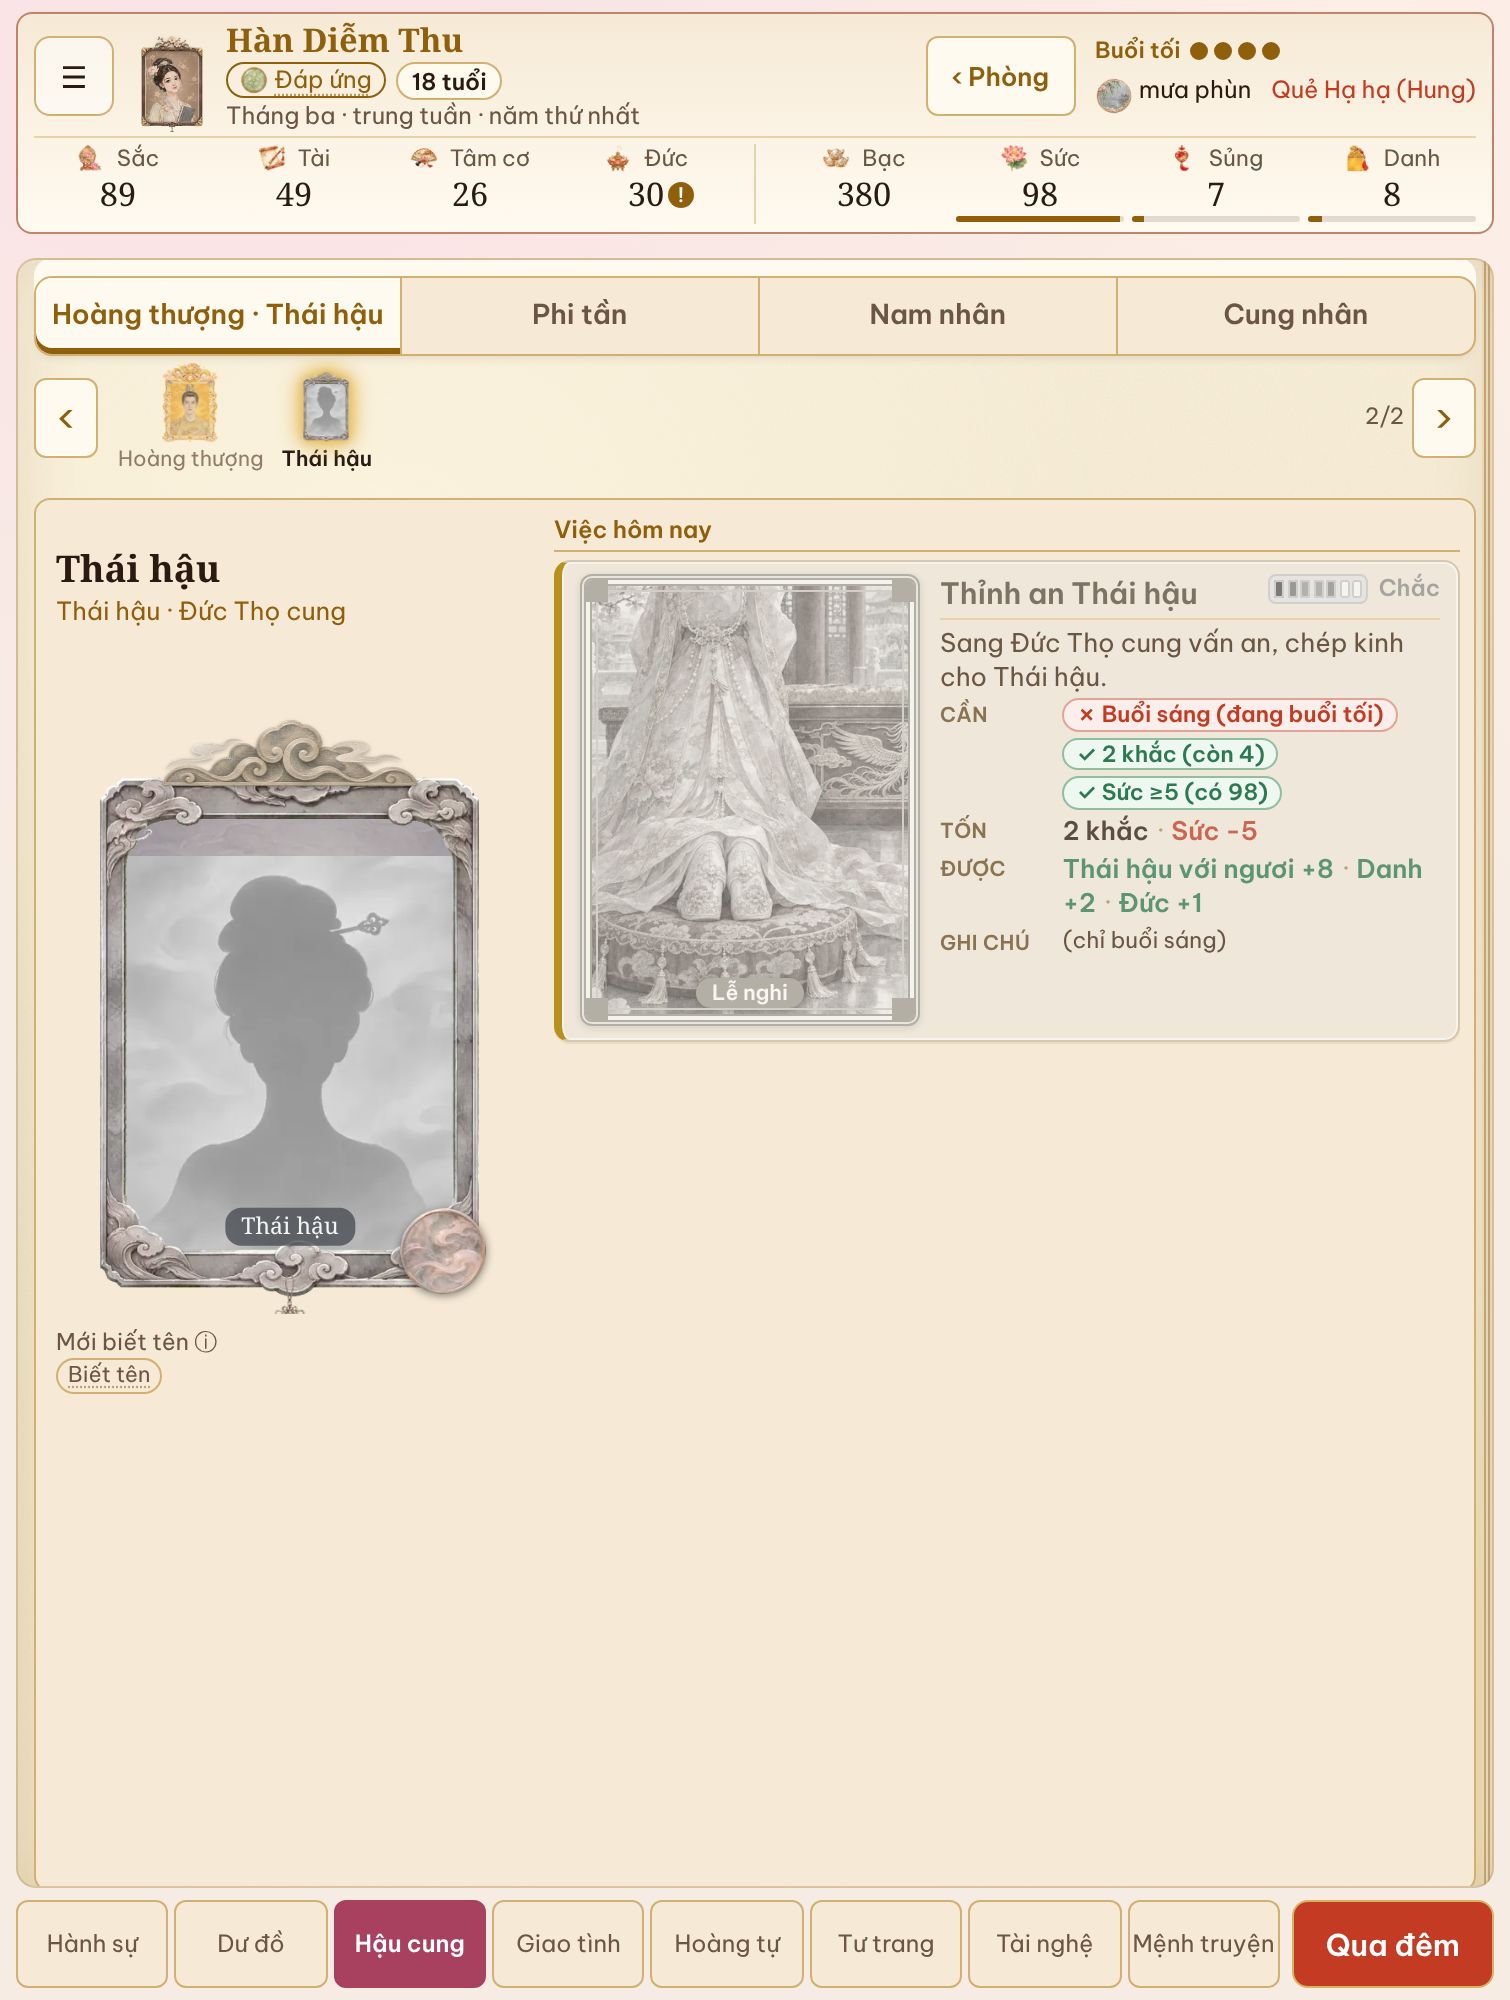 ☰
Hàn Diễm Thu
Đáp ứng
18 tuổi
Tháng ba · trung tuần · năm thứ nhất
‹ Phòng
Buổi tối
mưa phùn Quẻ Hạ hạ (Hung)
Sắc
89
Tài
49
Tâm cơ
26
Đức
30 !
Bạc
380
Sức
98
Sủng
7
Danh
8
Hoàng thượng · Thái hậu
Phi tần
Nam nhân
Cung nhân
‹
Hoàng thượng
Thái hậu
2/2
›
Thái hậu
Thái hậu · Đức Thọ cung
Thái hậu
Mới biết tên ⓘ
Biết tên
Việc hôm nay
Lễ nghi
Thỉnh an Thái hậu
Chắc
Sang Đức Thọ cung vấn an, chép kinh
cho Thái hậu.
CẦN
× Buổi sáng (đang buổi tối)
✓ 2 khắc (còn 4)
✓ Sức ≥5 (có 98)
TỐN
2 khắc · Sức -5
ĐƯỢC
Thái hậu với ngươi +8 · Danh
+2 · Đức +1
GHI CHÚ
(chỉ buổi sáng)
Hành sự
Dư đồ
Hậu cung
Giao tình
Hoàng tự
Tư trang
Tài nghệ
Mệnh truyện
Qua đêm